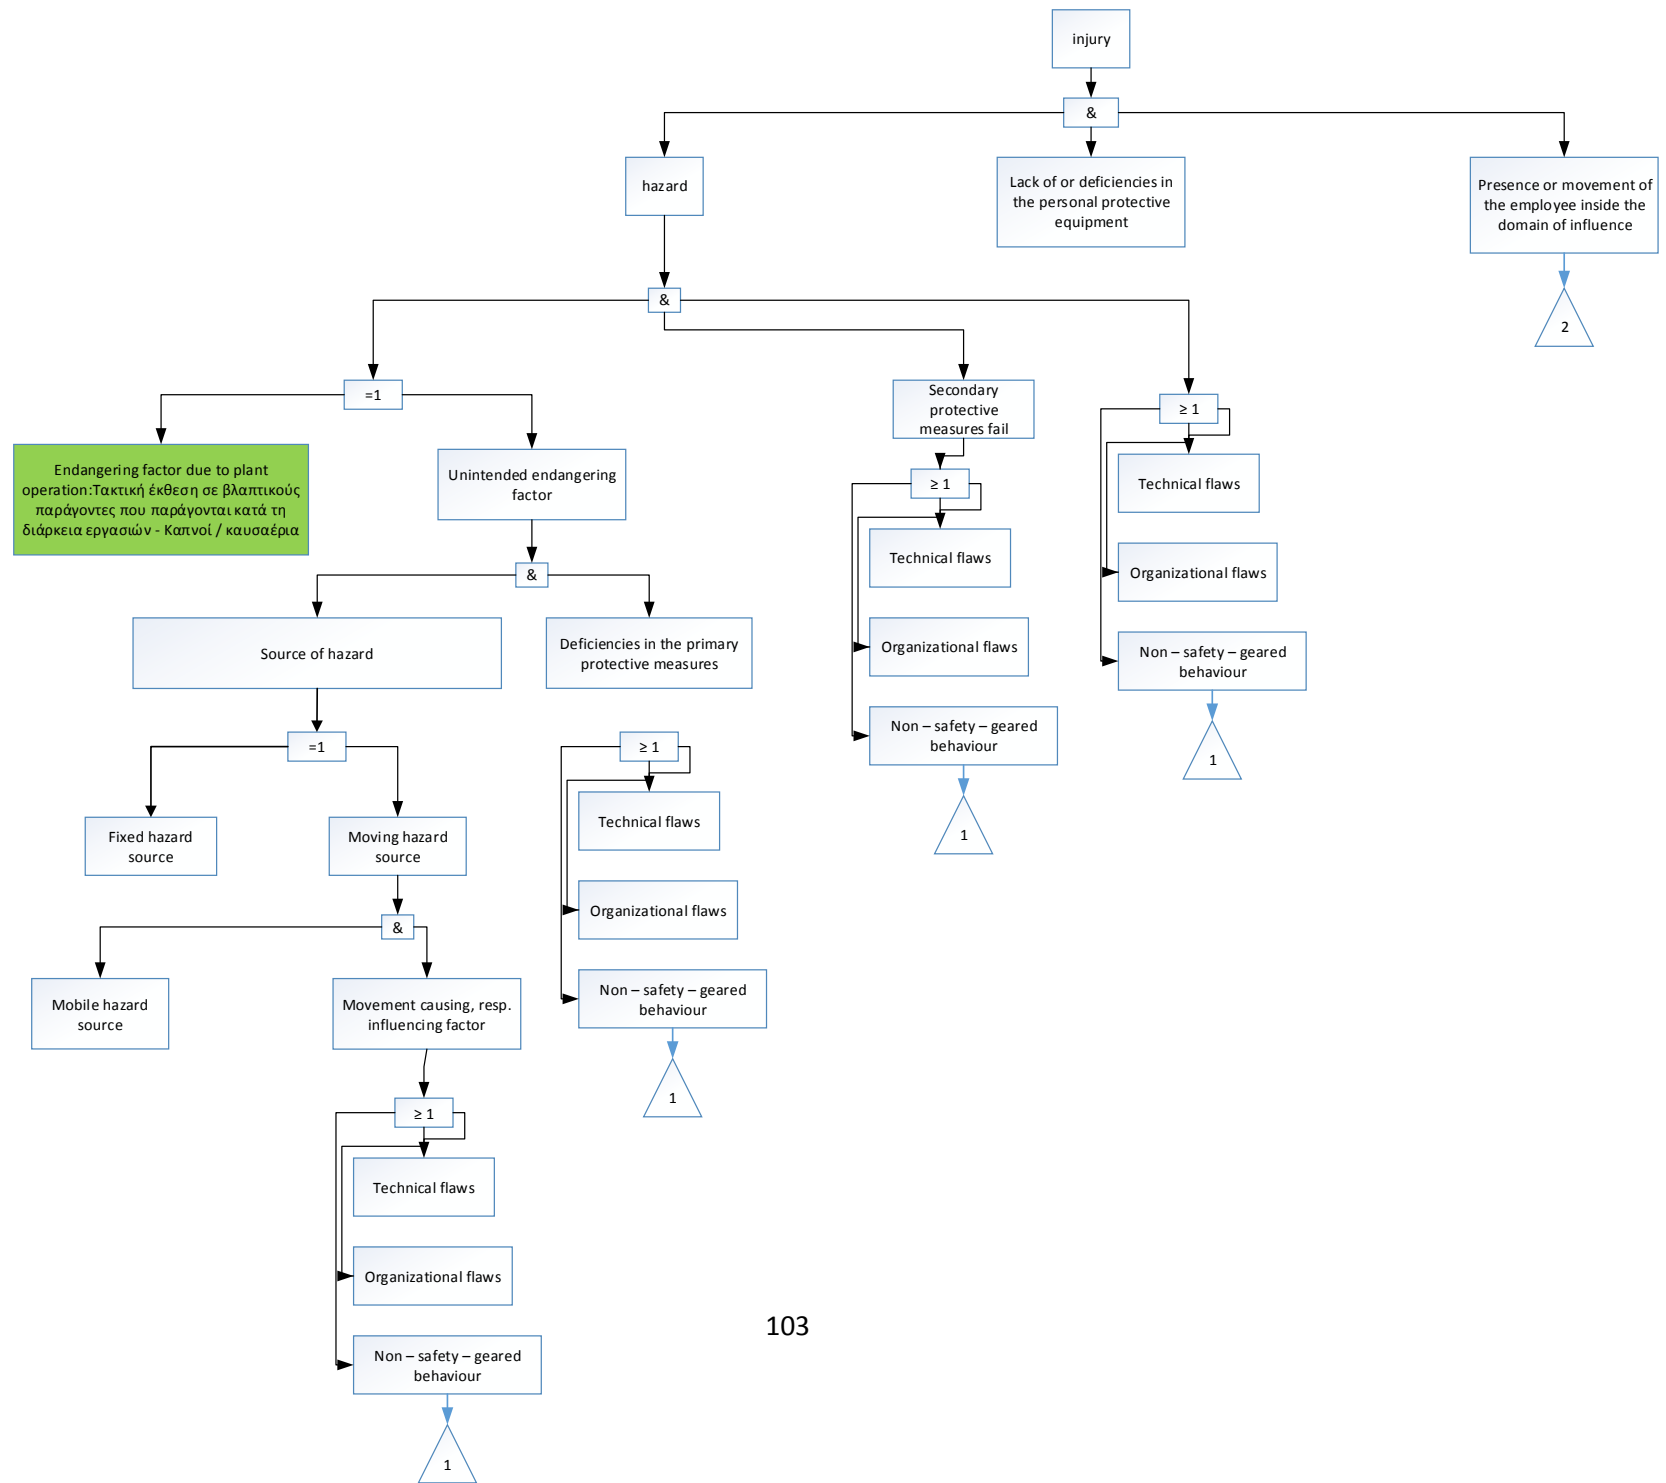 injury
&
hazard
Lack of or deficiencies in
the personal protective
equipment
Presence or movement of
the employee inside the
domain of influence
2
&
=1
Secondary
protective
measures fail
≥ 1
Endangering factor due to plant
operation:Τακτική έκθεση σε βλαπτικούς
παράγοντες που παράγονται κατά τη
διάρκεια εργασιών - Καπνοί / καυσαέρια
Unintended endangering
factor
≥ 1
Technical flaws
Organizational flaws
Non – safety – geared
behaviour
1
Technical flaws
Organizational flaws
Non – safety – geared
behaviour
1
&
Source of hazard
Deficiencies in the primary
protective measures
=1
≥ 1
Fixed hazard
source
Moving hazard
source
Technical flaws
Organizational flaws
Non – safety – geared
behaviour
1
&
Mobile hazard
source
Movement causing, resp.
influencing factor
≥ 1
Technical flaws
Organizational flaws
Non – safety – geared
behaviour
1
103